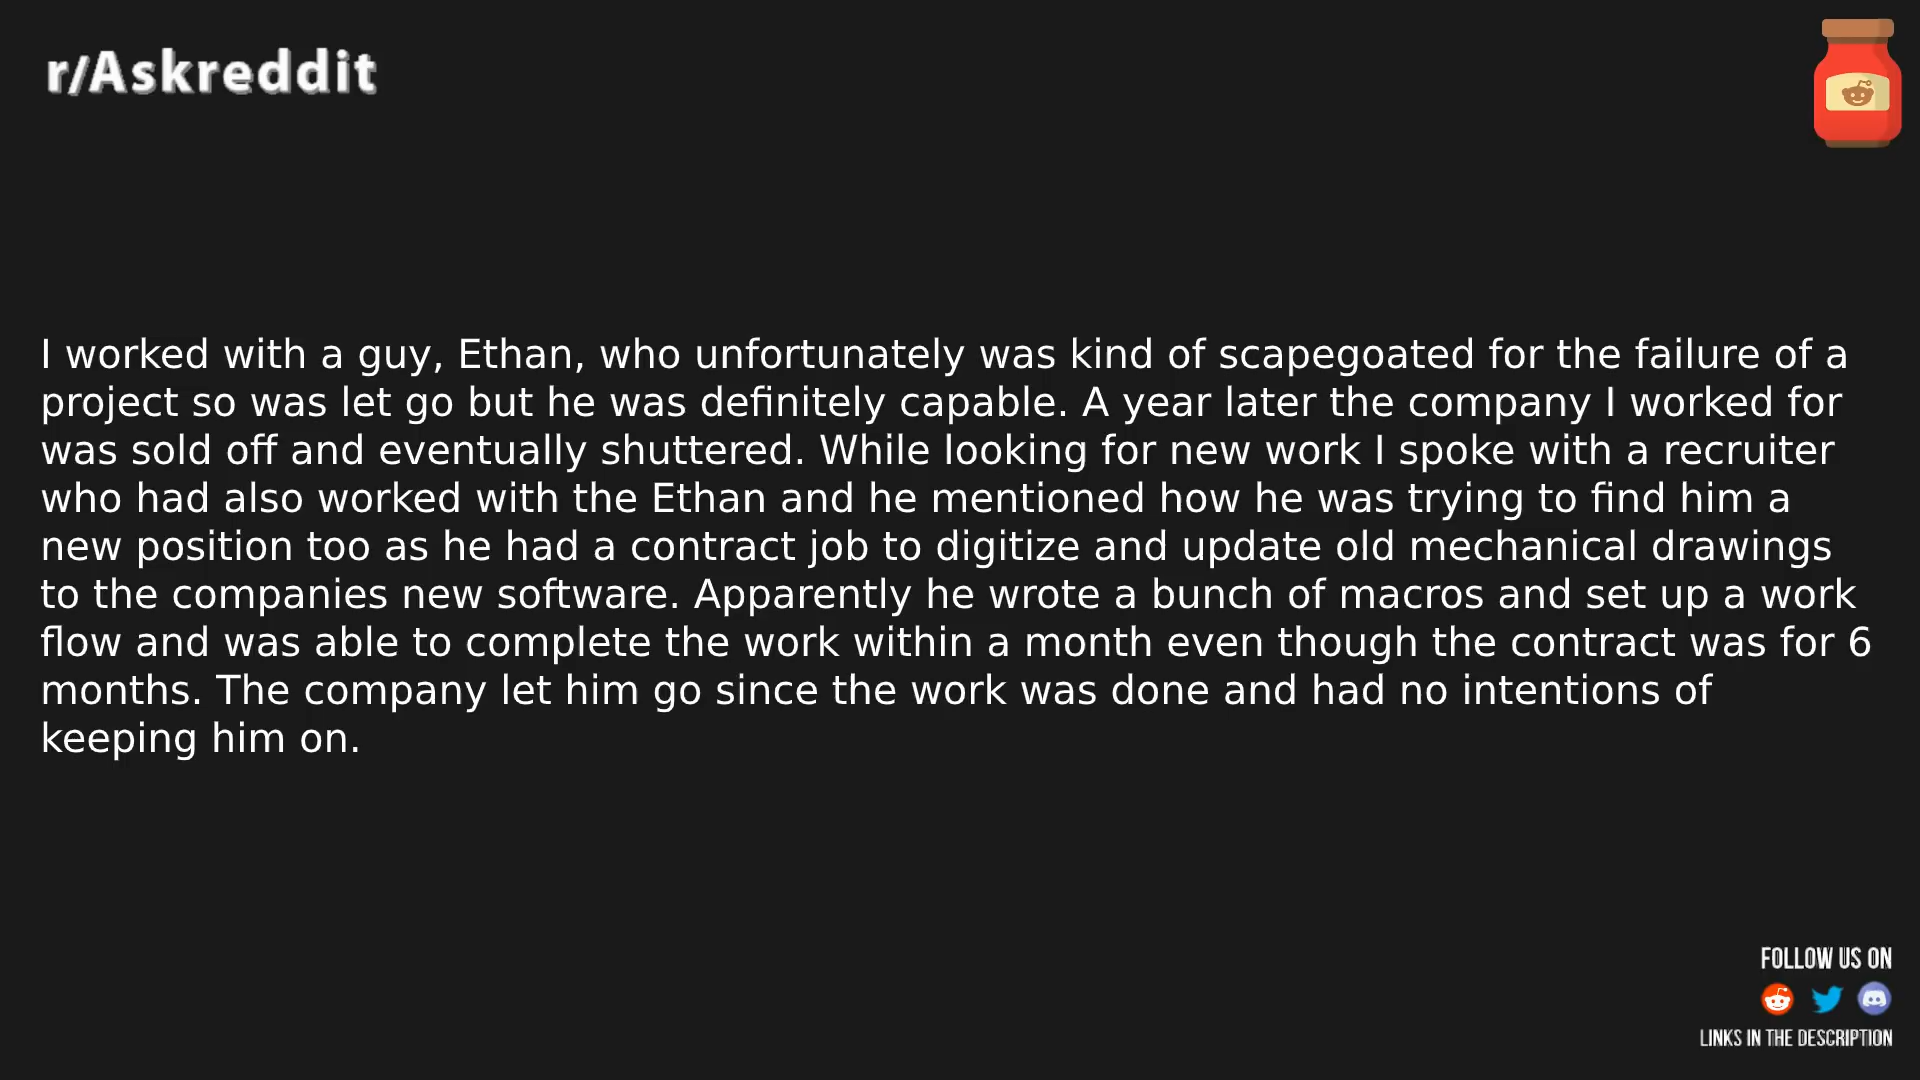 r/Askreddit
I worked with a guy, Ethan, who unfortunately was kind of scapegoated for the failure of a
project so was let go but he was definitely capable. A year later the company I worked for
was sold off and eventually shuttered. While looking for new work I spoke with a recruiter
who had also worked with the Ethan and he mentioned how he was trying to find him a
new position too as he had a contract job to digitize and update old mechanical drawings
to the companies new software. Apparently he wrote a bunch of macros and set up a work
flow and was able to complete the work within a month even though the contract was for 6
months. The company let him go since the work was done and had no intentions of
keeping him on.
FOLLOW US ON
LINKS IN THE DESCRIPTION